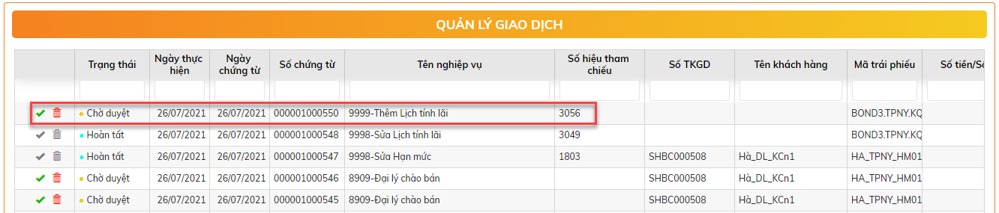 QUẢN LÝ GIAO DỊCH
Trạng thái Ngày thực hiện Ngày chứng từ Số chứng từ Tên nghiệp vụ Số hiệu tham chiếu Số TKGD Tên khách hàng Mã trái phiếu Số tiền/Số
Chờ duyệt 26/07/2021 26/07/2021 000001000550 9999-Thêm Lịch tính lãi 3056 BOND3.TPNY.KQ
Hoàn tất 26/07/2021 26/07/2021 000001000548 9998-Sửa Lịch tính lãi 3049 BOND3.TPNY.KQ
Hoàn tất 26/07/2021 26/07/2021 000001000547 9998-Sửa Hạn mức 1803 SHBC000508 Hà_DL_KCn1 HA_TPNY_HM01
Chờ duyệt 26/07/2021 26/07/2021 000001000546 8909-Đại lý chào bán SHBC000508 Hà_DL_KCn1 HA_TPNY_HM01
Chờ duyệt 26/07/2021 26/07/2021 000001000545 8909-Đại lý chào bán SHBC000508 Hà_DL_KCn1 HA_TPNY_HM01